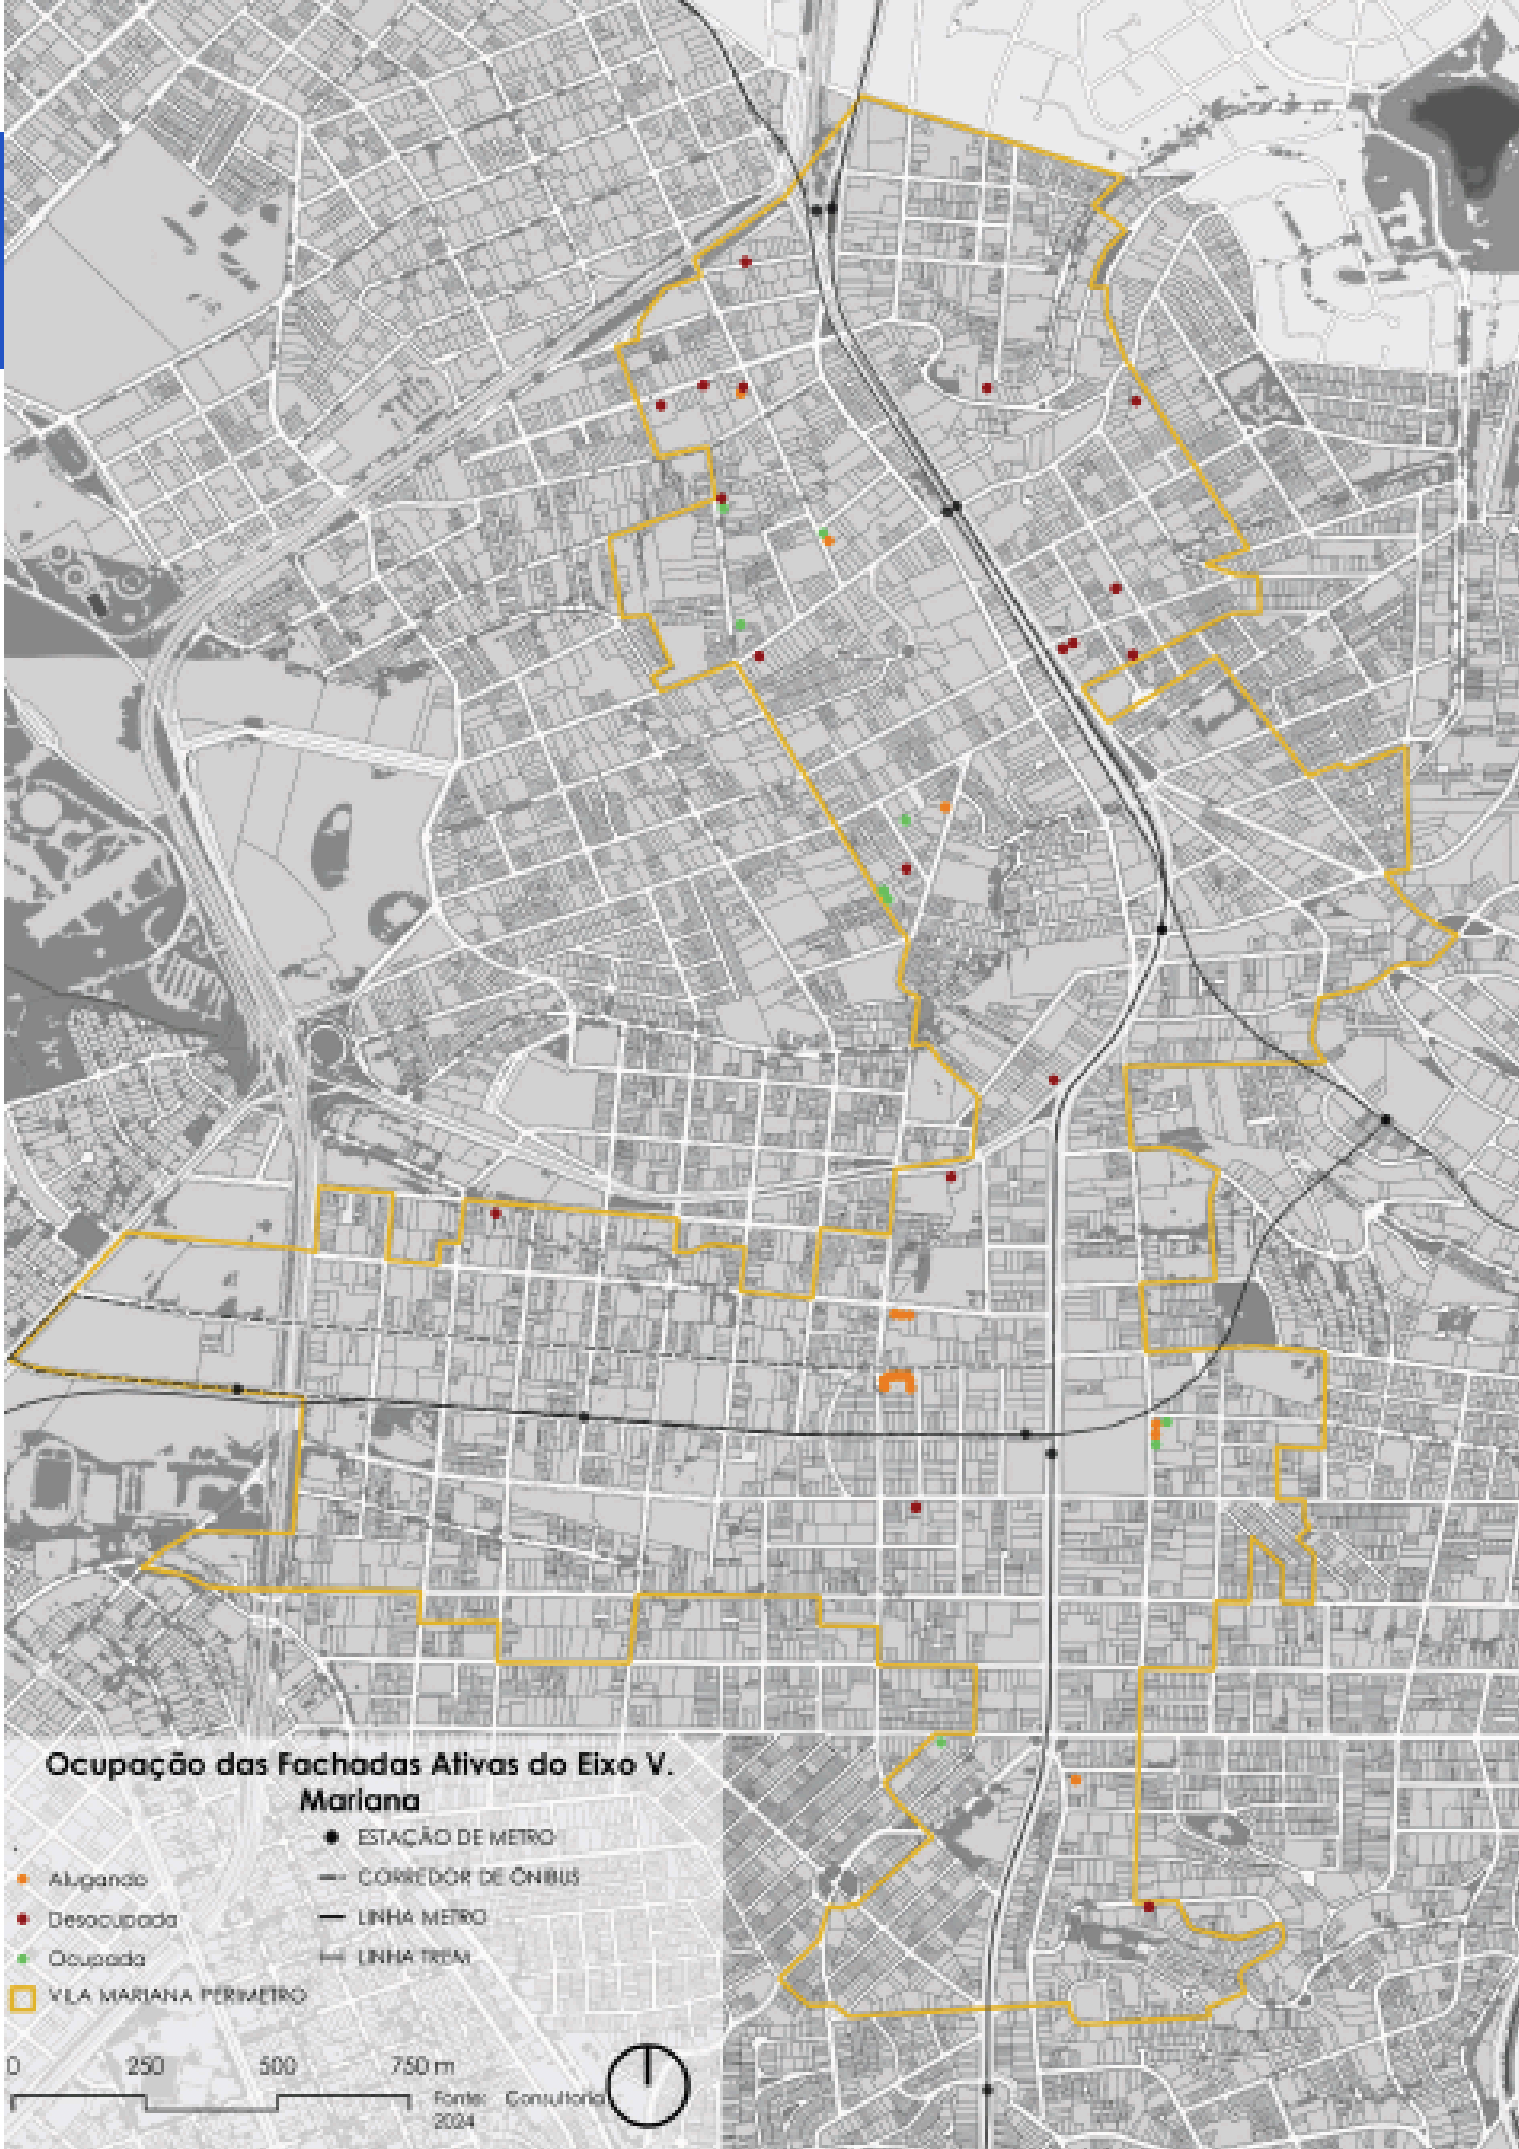 Ocupação das Fachadas Ativas do Eixo V.
Mariana
ESTAÇÃO DE METRO
Alugando
CORREDOR DE ÔNIBUS
Desocupada
LINHA METRO
Ocupada
LINHA TREM
VILA MARIANA PERIMETRO
0 250 500 750 m
Fonte: Consultoria
2024